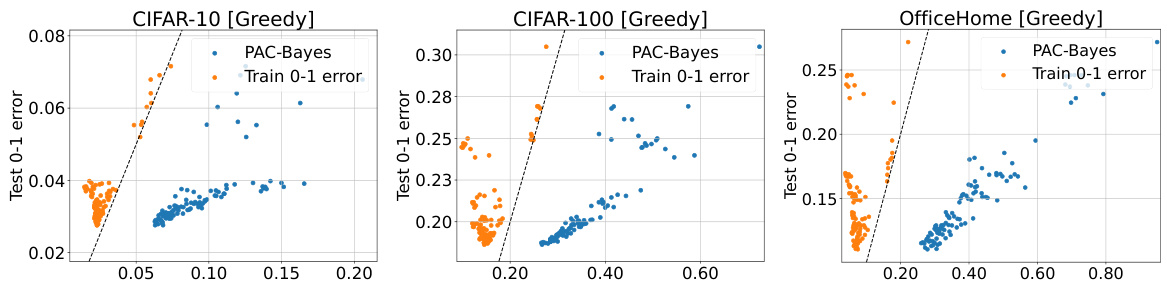 CIFAR-10 [Greedy]
Test 0-1 error
0.08
0.06
0.04
0.02
0.05
0.10
0.15
0.20
PAC-Bayes
Train 0-1 error
CIFAR-100 [Greedy]
Test 0-1 error
0.30
0.28
0.25
0.23
0.20
0.20
0.40
0.60
PAC-Bayes
Train 0-1 error
OfficeHome [Greedy]
Test 0-1 error
0.25
0.20
0.15
0.20
0.40
0.60
0.80
PAC-Bayes
Train 0-1 error